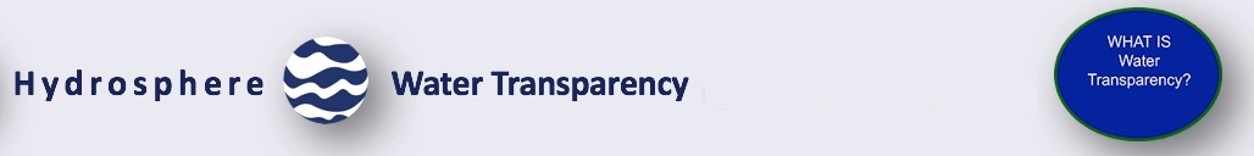 Hydrosphere Water Transparency
WHAT IS
Water
Transparency?